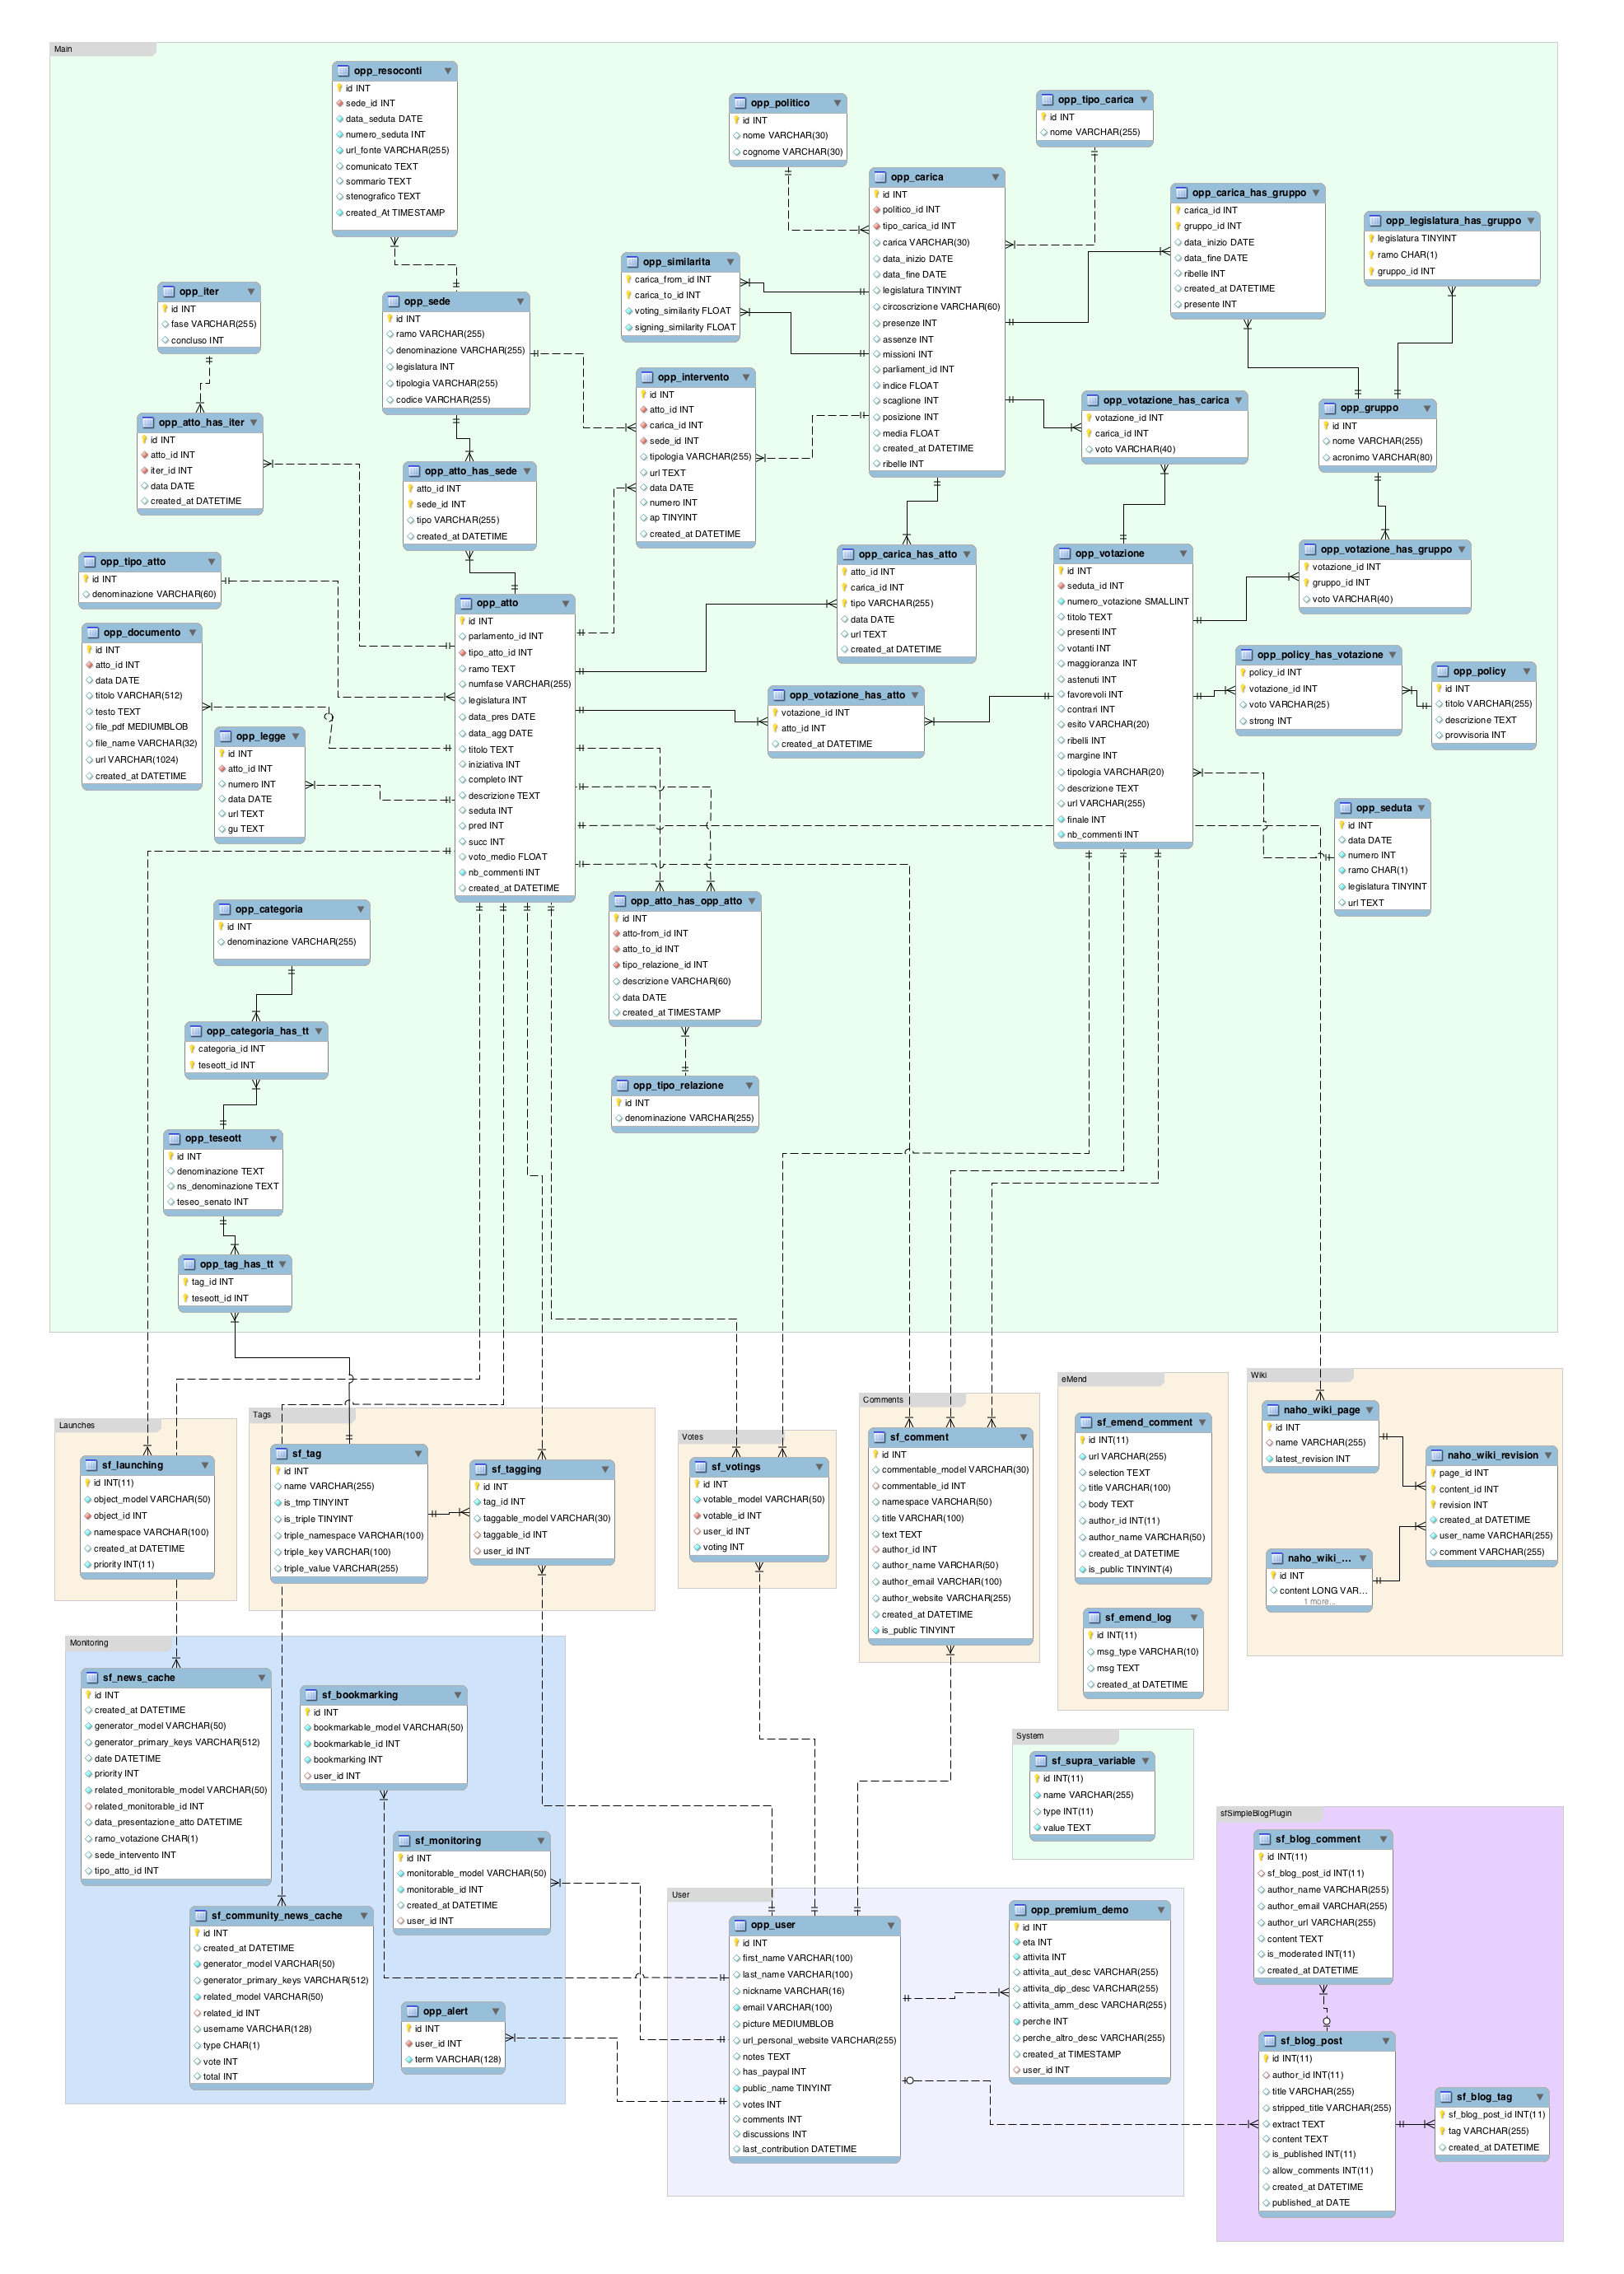 Main
opp_resoconti
id INT
sede_id INT
data_seduta DATE
numero_seduta INT
url_fonte VARCHAR(255)
comunicato TEXT
sommario TEXT
stenografico TEXT
created_At TIMESTAMP
opp_politico
id INT
nome VARCHAR(30)
cognome VARCHAR(30)
opp_tipo_carica
id INT
nome VARCHAR(255)
opp_carica
id INT
politico_id INT
tipo_carica_id INT
carica VARCHAR(30)
data_inizio DATE
data_fine DATE
legislatura TINYINT
circoscrizione VARCHAR(60)
presenze INT
assenze INT
missioni INT
parliament_id INT
indice FLOAT
scaglione INT
posizione INT
media FLOAT
created_at DATETIME
ribelle INT
opp_carica_has_gruppo
carica_id INT
gruppo_id INT
data_inizio DATE
data_fine DATE
ribelle INT
created_at DATETIME
presente INT
opp_legislatura_has_gruppo
legislatura TINYINT
ramo CHAR(1)
gruppo_id INT
opp_similarita
carica_from_id INT
carica_to_id INT
voting_similarity FLOAT
signing_similarity FLOAT
opp_iter
id INT
fase VARCHAR(255)
concluso INT
opp_sede
id INT
ramo VARCHAR(255)
denominazione VARCHAR(255)
legislatura INT
tipologia VARCHAR(255)
codice VARCHAR(255)
opp_intervento
id INT
atto_id INT
carica_id INT
sede_id INT
tipologia VARCHAR(255)
url TEXT
data DATE
numero INT
ap TINYINT
created_at DATETIME
opp_votazione_has_carica
votazione_id INT
carica_id INT
voto VARCHAR(40)
opp_gruppo
id INT
nome VARCHAR(255)
acronimo VARCHAR(80)
opp_atto_has_iter
id INT
atto_id INT
iter_id INT
data DATE
created_at DATETIME
opp_atto_has_sede
atto_id INT
sede_id INT
tipo VARCHAR(255)
created_at DATETIME
opp_tipo_atto
id INT
denominazione VARCHAR(60)
opp_carica_has_atto
atto_id INT
carica_id INT
tipo VARCHAR(255)
data DATE
url TEXT
created_at DATETIME
opp_votazione
id INT
seduta_id INT
numero_votazione SMALLINT
titolo TEXT
presenti INT
votanti INT
maggioranza INT
astenuti INT
favorevoli INT
contrari INT
esito VARCHAR(20)
ribelli INT
margine INT
tipologia VARCHAR(20)
descrizione TEXT
url VARCHAR(255)
finale INT
nb_commenti INT
opp_votazione_has_gruppo
votazione_id INT
gruppo_id INT
voto VARCHAR(40)
opp_documento
id INT
atto_id INT
data DATE
titolo VARCHAR(512)
testo TEXT
file_pdf MEDIUMBLOB
file_name VARCHAR(32)
url VARCHAR(1024)
created_at DATETIME
opp_atto
id INT
parlamento_id INT
tipo_atto_id INT
ramo TEXT
numfase VARCHAR(255)
legislatura INT
data_pres DATE
data_agg DATE
titolo TEXT
iniziativa INT
completo INT
descrizione TEXT
seduta INT
pred INT
succ INT
voto_medio FLOAT
nb_commenti INT
created_at DATETIME
opp_policy_has_votazione
policy_id INT
votazione_id INT
voto VARCHAR(25)
strong INT
opp_policy
id INT
titolo VARCHAR(255)
descrizione TEXT
provvisoria INT
opp_votazione_has_atto
votazione_id INT
atto_id INT
created_at DATETIME
opp_legge
id INT
atto_id INT
numero INT
data DATE
url TEXT
gu TEXT
opp_seduta
id INT
data DATE
numero INT
ramo CHAR(1)
legislatura TINYINT
url TEXT
opp_categoria
id INT
denominazione VARCHAR(255)
opp_atto_has_opp_atto
id INT
atto-from_id INT
atto_to_id INT
tipo_relazione_id INT
descrizione VARCHAR(60)
data DATE
created_at TIMESTAMP
opp_categoria_has_tt
categoria_id INT
teseott_id INT
opp_tipo_relazione
id INT
denominazione VARCHAR(255)
opp_teseott
id INT
denominazione TEXT
ns_denominazione TEXT
teseo_senato INT
opp_tag_has_tt
tag_id INT
teseott_id INT
Launches
sf_launching
id INT(11)
object_model VARCHAR(50)
object_id INT
namespace VARCHAR(100)
created_at DATETIME
priority INT(11)
Tags
sf_tag
id INT
name VARCHAR(255)
is_tmp TINYINT
is_triple TINYINT
triple_namespace VARCHAR(100)
triple_key VARCHAR(100)
triple_value VARCHAR(255)
sf_tagging
id INT
tag_id INT
taggable_model VARCHAR(30)
taggable_id INT
user_id INT
Votes
sf_votings
id INT
votable_model VARCHAR(50)
votable_id INT
user_id INT
voting INT
Comments
sf_comment
id INT
commentable_model VARCHAR(30)
commentable_id INT
namespace VARCHAR(50)
title VARCHAR(100)
text TEXT
author_id INT
author_name VARCHAR(50)
author_email VARCHAR(100)
author_website VARCHAR(255)
created_at DATETIME
is_public TINYINT
eMend
sf_emend_comment
id INT(11)
url VARCHAR(255)
selection TEXT
title VARCHAR(100)
body TEXT
author_id INT(11)
author_name VARCHAR(50)
created_at DATETIME
is_public TINYINT(4)
sf_emend_log
id INT(11)
msg_type VARCHAR(10)
msg TEXT
created_at DATETIME
Wiki
naho_wiki_page
id INT
name VARCHAR(255)
latest_revision INT
naho_wiki_revision
page_id INT
content_id INT
revision INT
created_at DATETIME
user_name VARCHAR(255)
comment VARCHAR(255)
naho_wiki_...
id INT
content LONG VAR...
1 more...
Monitoring
sf_news_cache
id INT
created_at DATETIME
generator_model VARCHAR(50)
generator_primary_keys VARCHAR(512)
date DATETIME
priority INT
related_monitorable_model VARCHAR(50)
related_monitorable_id INT
data_presentazione_atto DATETIME
ramo_votazione CHAR(1)
sede_intervento INT
tipo_atto_id INT
sf_bookmarking
id INT
bookmarkable_model VARCHAR(50)
bookmarkable_id INT
bookmarking INT
user_id INT
sf_monitoring
id INT
monitorable_model VARCHAR(50)
monitorable_id INT
created_at DATETIME
user_id INT
sf_community_news_cache
id INT
created_at DATETIME
generator_model VARCHAR(50)
generator_primary_keys VARCHAR(512)
related_model VARCHAR(50)
related_id INT
username VARCHAR(128)
type CHAR(1)
vote INT
total INT
opp_alert
id INT
user_id INT
term VARCHAR(128)
System
sf_supra_variable
id INT(11)
name VARCHAR(255)
type INT(11)
value TEXT
User
opp_user
id INT
first_name VARCHAR(100)
last_name VARCHAR(100)
nickname VARCHAR(16)
email VARCHAR(100)
picture MEDIUMBLOB
url_personal_website VARCHAR(255)
notes TEXT
has_paypal INT
public_name TINYINT
votes INT
comments INT
discussions INT
last_contribution DATETIME
opp_premium_demo
id INT
eta INT
attivita INT
attivita_aut_desc VARCHAR(255)
attivita_dip_desc VARCHAR(255)
attivita_amm_desc VARCHAR(255)
perche INT
perche_altro_desc VARCHAR(255)
created_at TIMESTAMP
user_id INT
sfSimpleBlogPlugin
sf_blog_comment
id INT(11)
sf_blog_post_id INT(11)
author_name VARCHAR(255)
author_email VARCHAR(255)
author_url VARCHAR(255)
content TEXT
is_moderated INT(11)
created_at DATETIME
sf_blog_post
id INT(11)
author_id INT(11)
title VARCHAR(255)
stripped_title VARCHAR(255)
extract TEXT
content TEXT
is_published INT(11)
allow_comments INT(11)
created_at DATETIME
published_at DATE
sf_blog_tag
sf_blog_post_id INT(11)
tag VARCHAR(255)
created_at DATETIME